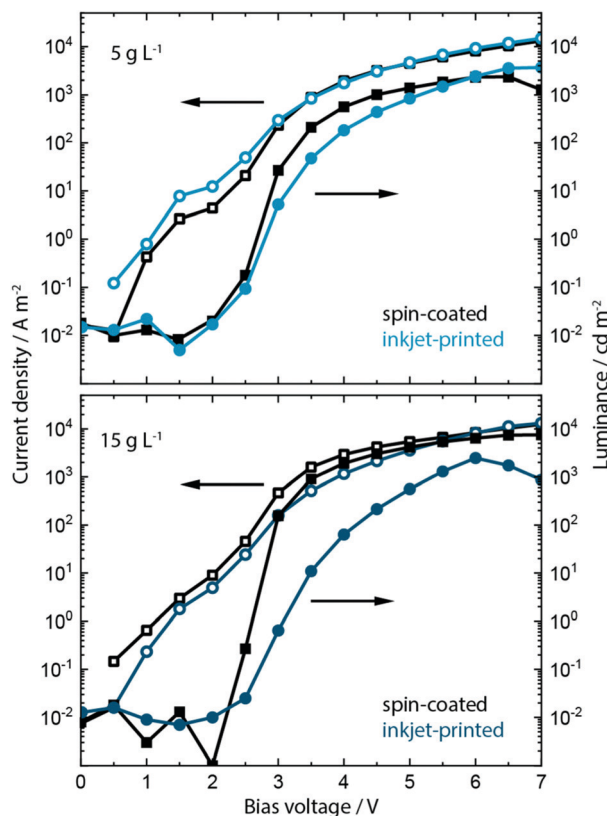 5 g L⁻¹
10⁴ 10⁴
10³ 10³
10² 10²
10¹ 10¹
10⁰ 10⁰
10⁻¹ 10⁻¹
10⁻² 10⁻²
spin-coated
inkjet-printed
Current density / A m⁻²
Luminance / cd m⁻²
15 g L⁻¹
10⁴ 10⁴
10³ 10³
10² 10²
10¹ 10¹
10⁰ 10⁰
10⁻¹ 10⁻¹
10⁻² 10⁻²
spin-coated
inkjet-printed
0 1 2 3 4 5 6 7
Bias voltage / V